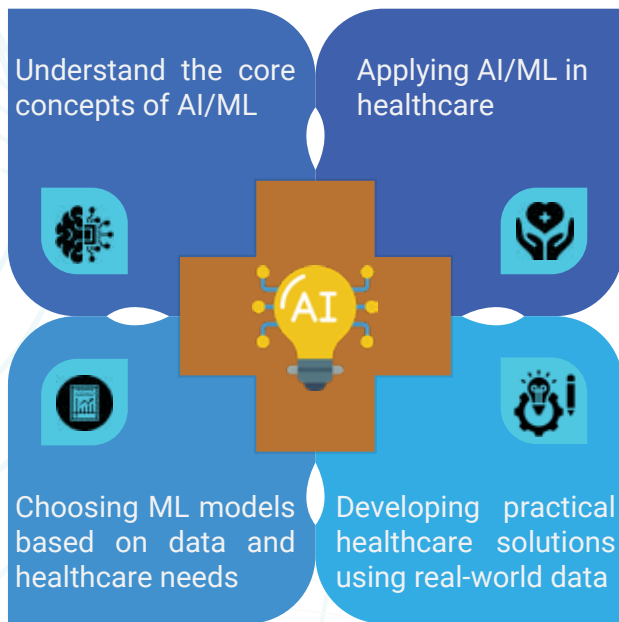 Understand the core
concepts of AI/ML
Applying AI/ML in
healthcare
AI
Choosing ML models
based on data and
healthcare needs
Developing practical
healthcare solutions
using real-world data